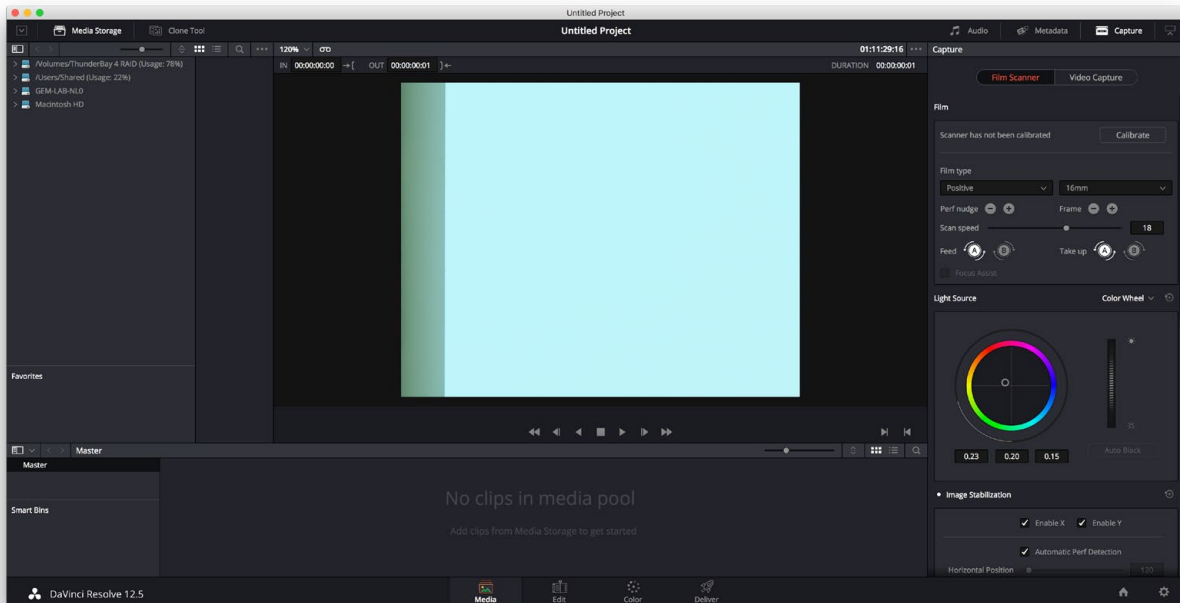 Untitled Project
Media Storage Clone Tool Untitled Project Audio Metadata Capture
120% 01:11:29:16 Capture
IN 00:00:00:00 OUT 00:00:00:01 DURATION 00:00:00:01
/Volumes/ThunderBay 4 RAID (Usage: 78%)
/Users/Shared (Usage: 22%)
GEM-LAB-NL0
Macintosh HD
Film Scanner Video Capture
Film
Scanner has not been calibrated Calibrate
Film type
Positive 16mm
Perf nudge Frame
Scan speed 18
Feed A B Take up A B
Focus Assist
Light Source Color Wheel
Favorites
0.23 0.20 0.15 Auto Black
Master
Master
Smart Bins
No clips in media pool
Add clips from Media Storage to get started
Image Stabilization
Enable X Enable Y
Automatic Perf Detection
Horizontal Position 120
DaVinci Resolve 12.5 Media Edit Color Deliver